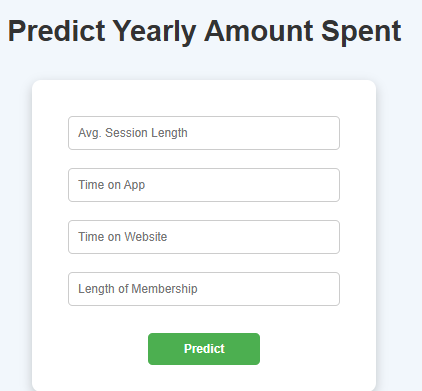 Predict Yearly Amount Spent
Avg. Session Length
Time on App
Time on Website
Length of Membership
Predict